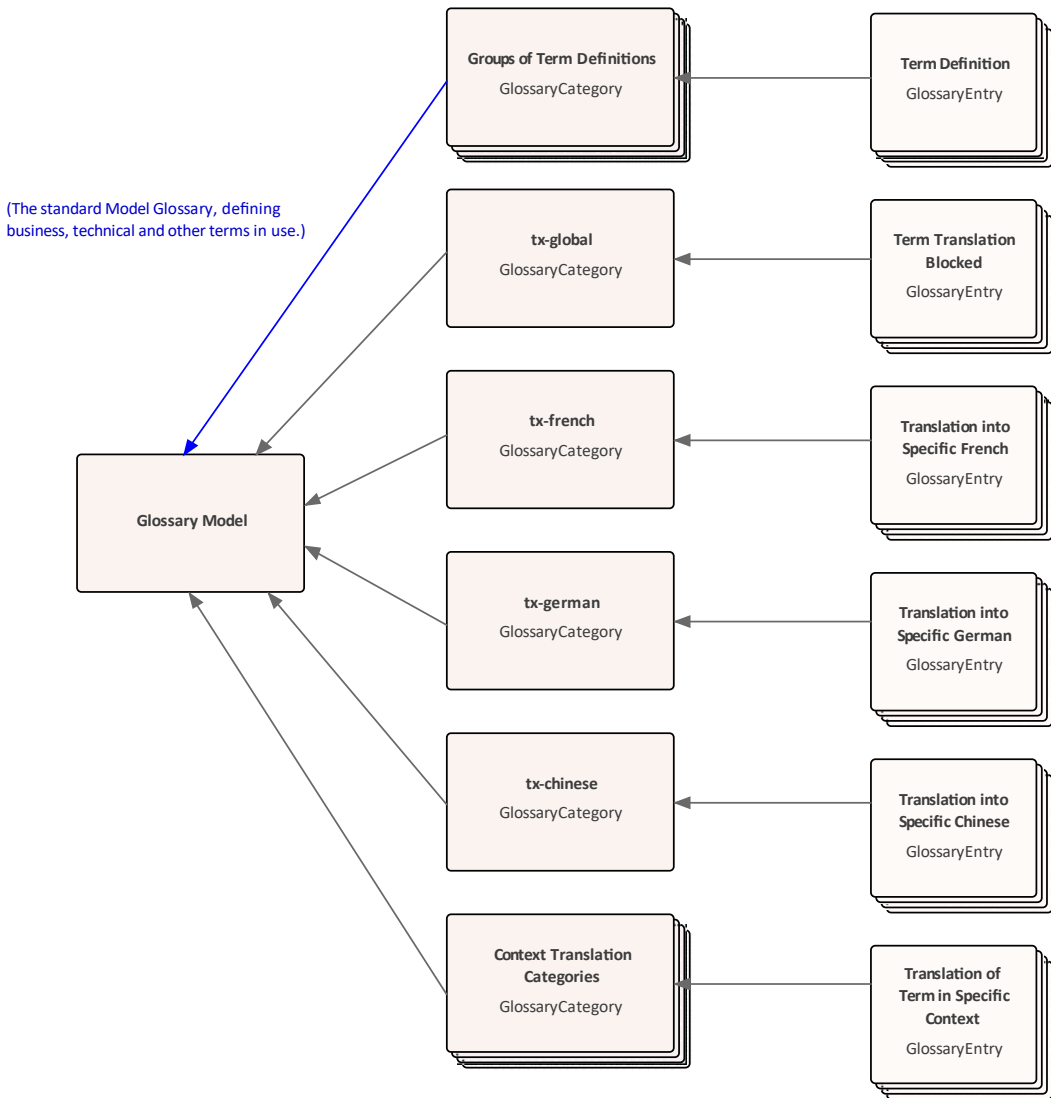 Groups of Term Definitions
GlossaryCategory
Term Definition
GlossaryEntry
(The standard Model Glossary, defining
business, technical and other terms in use.)
tx-global
GlossaryCategory
Term Translation
Blocked
GlossaryEntry
tx-french
GlossaryCategory
Translation into
Specific French
GlossaryEntry
Glossary Model
tx-german
GlossaryCategory
Translation into
Specific German
GlossaryEntry
tx-chinese
GlossaryCategory
Translation into
Specific Chinese
GlossaryEntry
Context Translation
Categories
GlossaryCategory
Translation of
Term in Specific
Context
GlossaryEntry